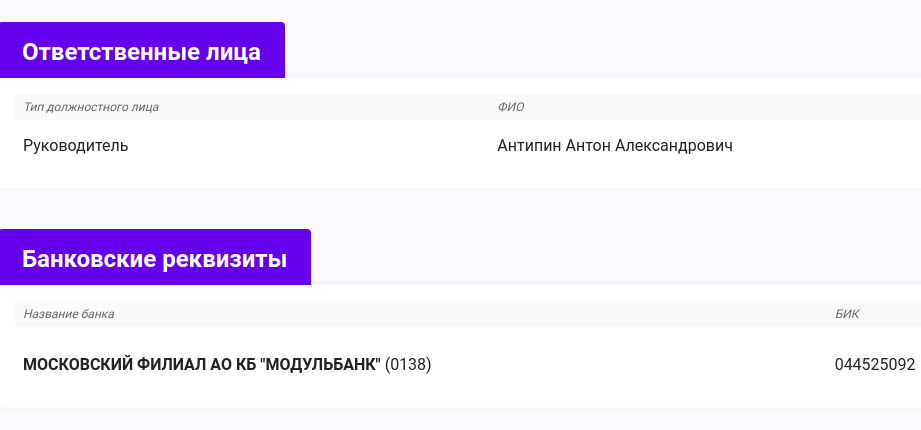 Ответственные лица
Тип должностного лица ФИО
Руководитель Антипин Антон Александрович
Банковские реквизиты
Название банка БИК
МОСКОВСКИЙ ФИЛИАЛ АО КБ "МОДУЛЬБАНК" (0138) 044525092